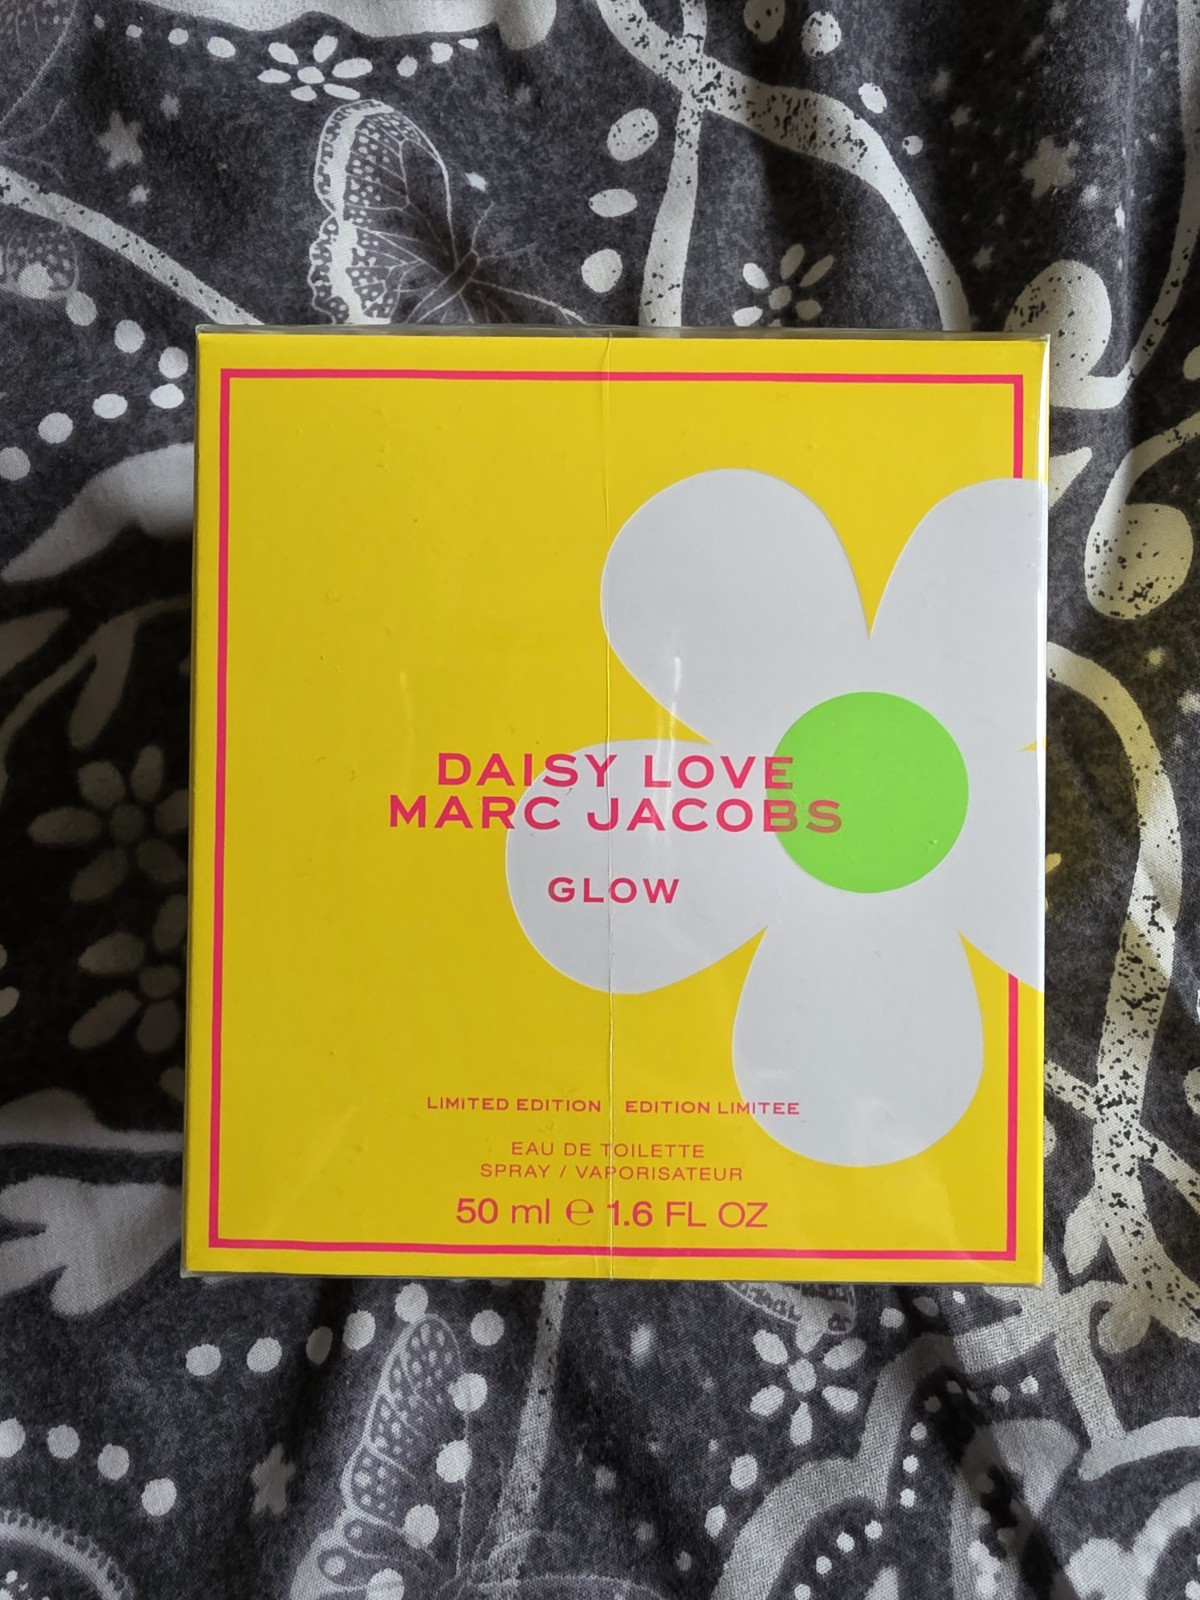 DAISY LOVE
MARC JACOBS
GLOW
LIMITED EDITION EDITION LIMITEE
EAU DE TOILETTE
SPRAY / VAPORISATEUR
50 ml ℮ 1.6 FL OZ